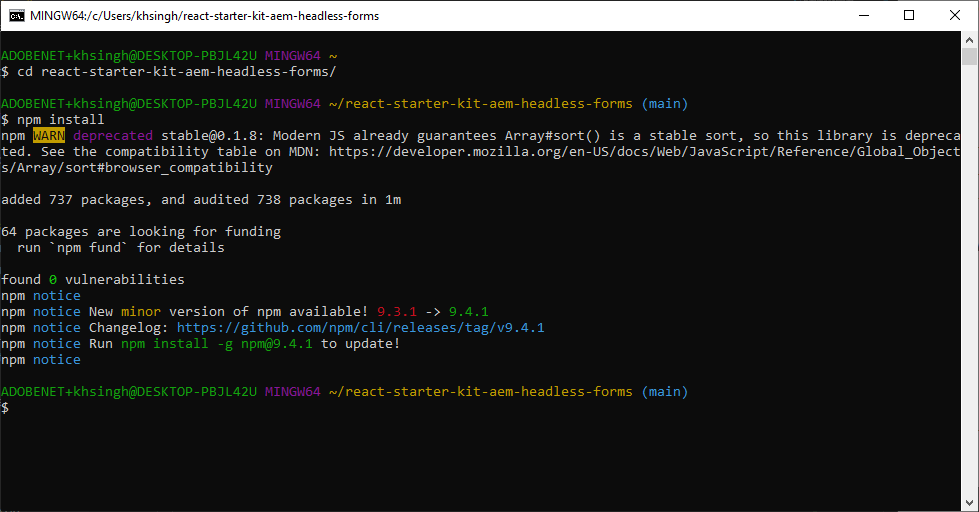 MINGW64:/c/Users/khsingh/react-starter-kit-aem-headless-forms
ADOBENET+khsingh@DESKTOP-PBJL42U MINGW64 ~
$ cd react-starter-kit-aem-headless-forms/
ADOBENET+khsingh@DESKTOP-PBJL42U MINGW64 ~/react-starter-kit-aem-headless-forms (main)
$ npm install
npm WARN deprecated stable@0.1.8: Modern JS already guarantees Array#sort() is a stable sort, so this library is depreca
ted. See the compatibility table on MDN: https://developer.mozilla.org/en-US/docs/Web/JavaScript/Reference/Global_Object
s/Array/sort#browser_compatibility
added 737 packages, and audited 738 packages in 1m
64 packages are looking for funding
  run `npm fund` for details
found 0 vulnerabilities
npm notice
npm notice New minor version of npm available! 9.3.1 -> 9.4.1
npm notice Changelog: https://github.com/npm/cli/releases/tag/v9.4.1
npm notice Run npm install -g npm@9.4.1 to update!
npm notice
ADOBENET+khsingh@DESKTOP-PBJL42U MINGW64 ~/react-starter-kit-aem-headless-forms (main)
$